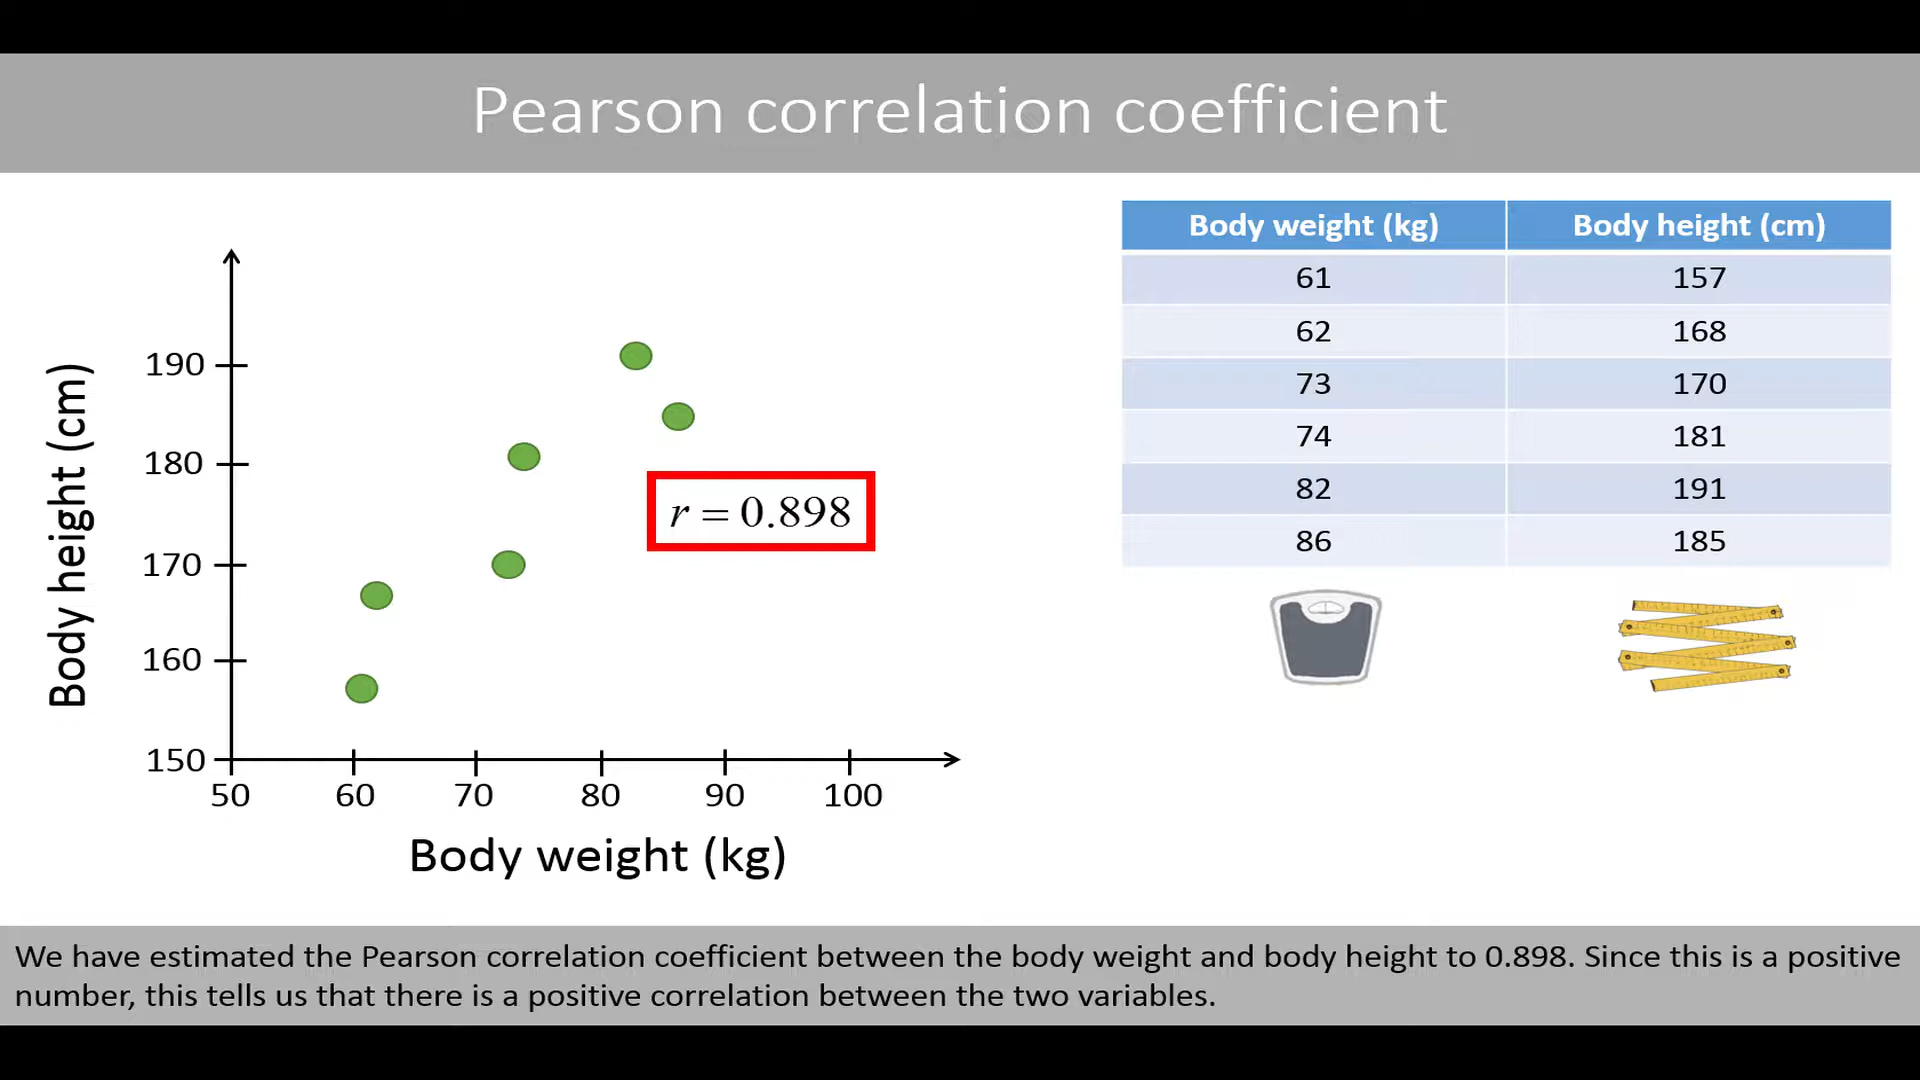 Pearson correlation coefficient
Body height (cm)
190
180
170
160
150
50 60 70 80 90 100
Body weight (kg)
r = 0.898
Body weight (kg) Body height (cm)
61 157
62 168
73 170
74 181
82 191
86 185
We have estimated the Pearson correlation coefficient between the body weight and body height to 0.898. Since this is a positive
number, this tells us that there is a positive correlation between the two variables.